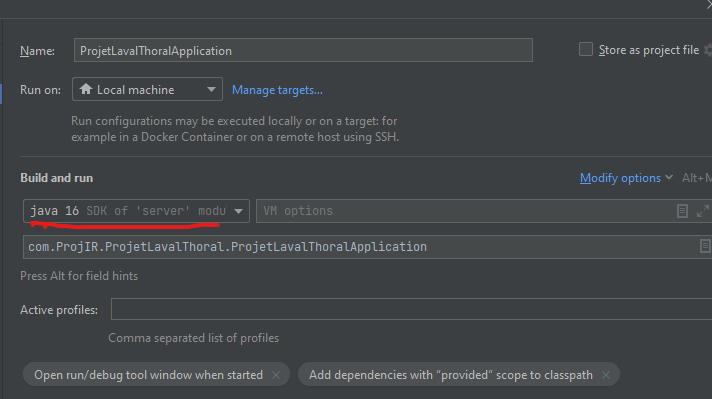 Name: ProjetLavalThoralApplication Store as project file
Run on: Local machine Manage targets...
Run configurations may be executed locally or on a target: for
example in a Docker Container or on a remote host using SSH.
Build and run Modify options Alt+M
java 16 SDK of 'server' modu VM options
com.ProjIR.ProjetLavalThoral.ProjetLavalThoralApplication
Press Alt for field hints
Active profiles:
Comma separated list of profiles
Open run/debug tool window when started × Add dependencies with "provided" scope to classpath ×